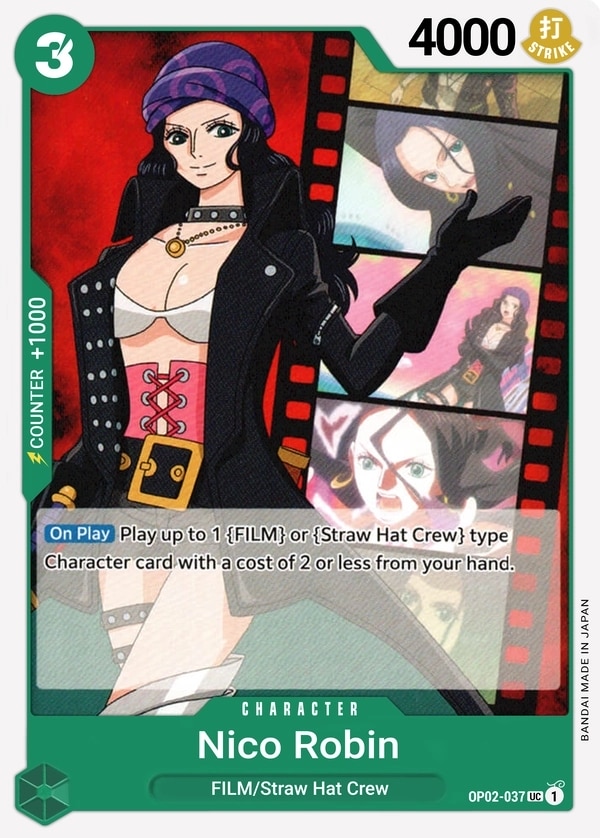 3
4000
打
STRIKE
COUNTER +1000
On Play Play up to 1 {FILM} or {Straw Hat Crew} type
Character card with a cost of 2 or less from your hand.
BANDAI MADE IN JAPAN
CHARACTER
Nico Robin
FILM/Straw Hat Crew
OP02-037 UC 1